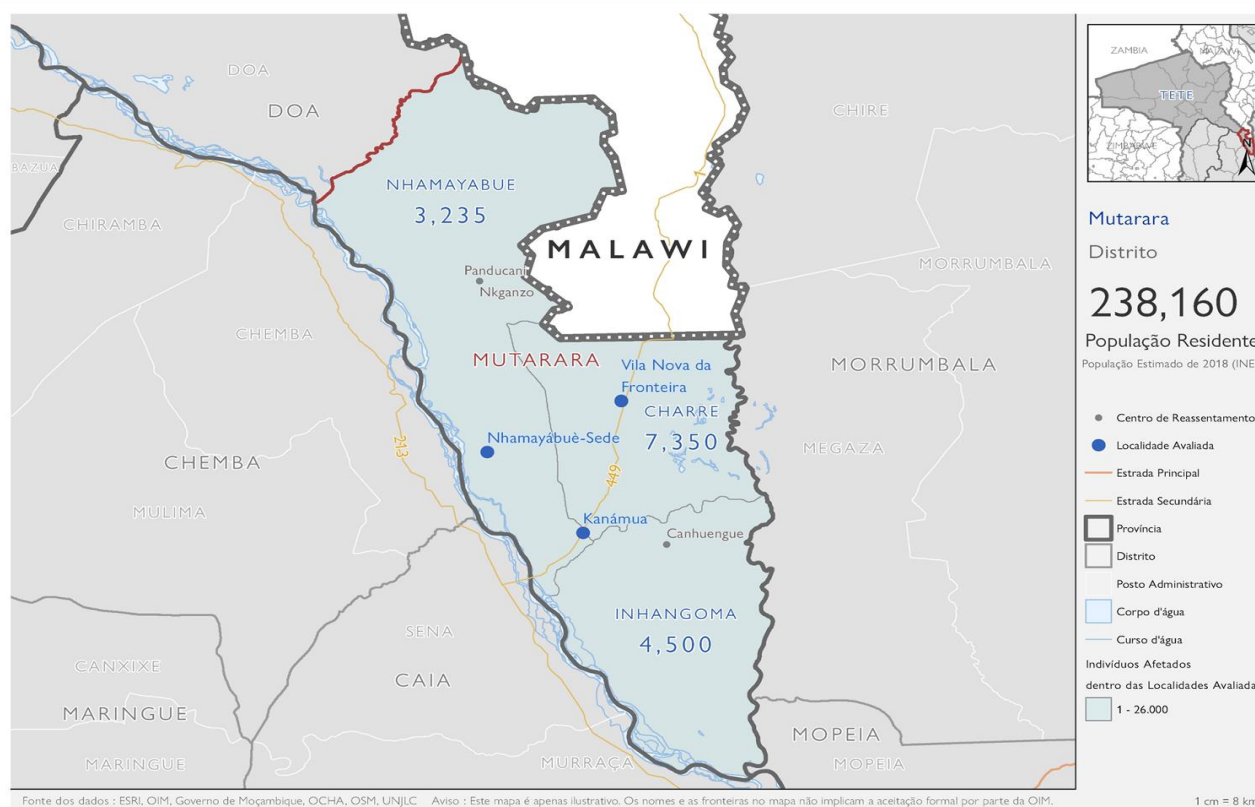 DOA
DOA
BAZUA
CHIRAMBA
CHEMBA
CHEMBA
MULIMA
CANXIXE
MARINGUE
MARINGUE
SENA
CAIA
MURRAÇA
NHAMAYABUE
3,235
Panducani
Nkganzo
MALAWI
MUTARARA
Vila Nova da
Fronteira
CHARRE
7,350
Nhamayábuè-Sede
Kanámua
Canhuengue
INHANGOMA
4,500
243
449
1
CHIRE
MORRUMBALA
MORRUMBALA
MEGAZA
MOPEIA
MOPEIA
ZAMBIA
MALAWI
TETE
ZIMBABWE
N
Mutarara
Distrito
238,160
População Residente
População Estimado de 2018 (INE
Centro de Reassentamento
Localidade Avaliada
Estrada Principal
Estrada Secundária
Província
Distrito
Posto Administrativo
Corpo d'água
Curso d'água
Indivíduos Afetados
dentro das Localidades Avaliada
1 - 26.000
Fonte dos dados : ESRI, OIM, Governo de Moçambique, OCHA, OSM, UNJLC Aviso : Este mapa é apenas ilustrativo. Os nomes e as fronteiras no mapa não implicam a aceitação formal por parte da OIM.
1 cm = 8 km